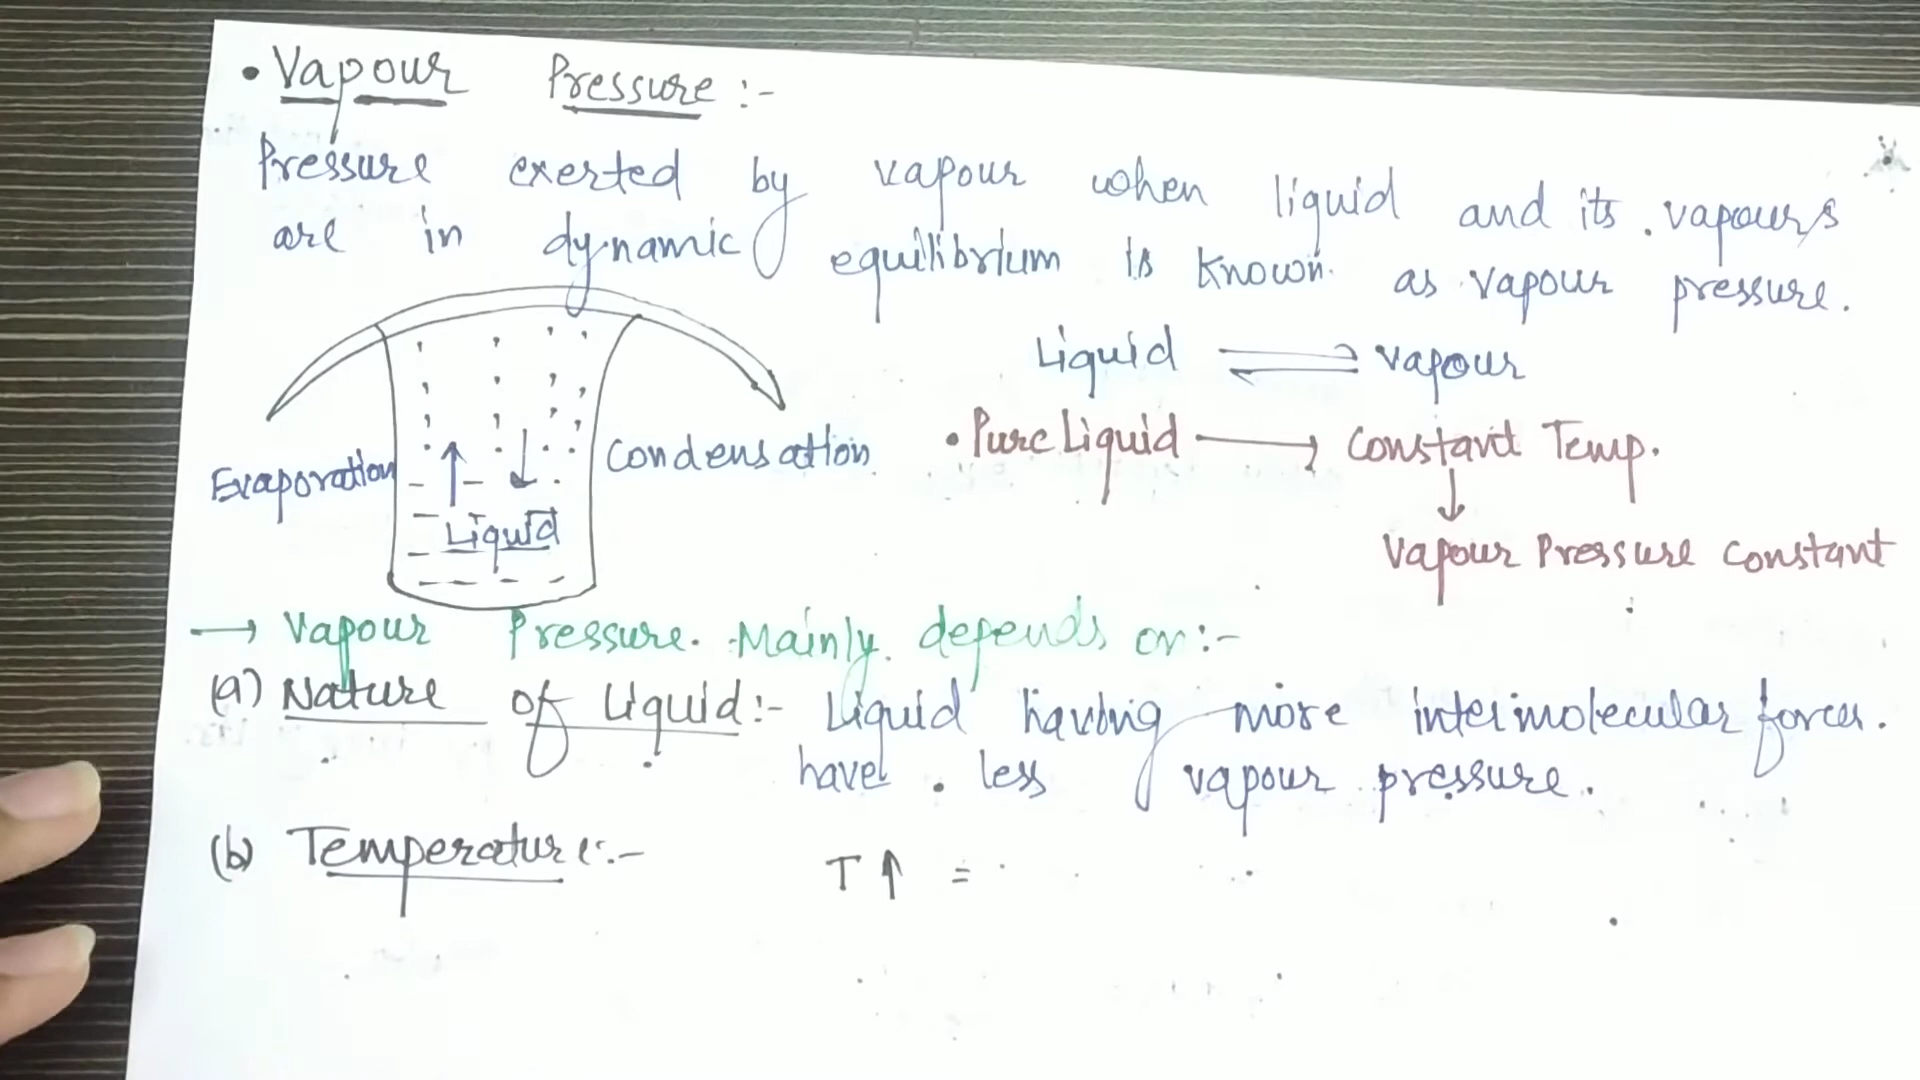 • Vapour Pressure :-
Pressure exerted by vapour when liquid and its vapours
are in dynamic equilibrium is known as vapour pressure.
Liquid ⇌ vapour
Evaporation
Condensation
Liquid
• Pure Liquid → Constant Temp.
↓
Vapour Pressure Constant
→ Vapour Pressure Mainly depends on :-
(a) Nature of Liquid :- Liquid having more intermolecular forces
have less vapour pressure.
(b) Temperature :- T ↑ =